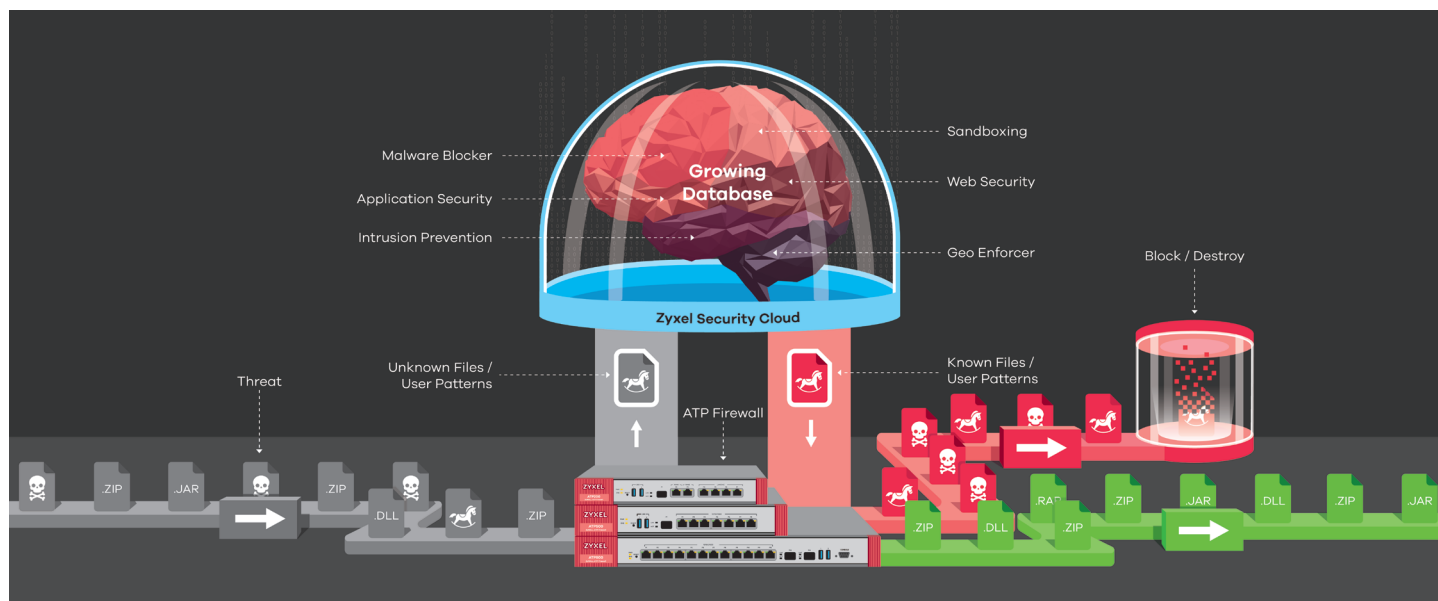 Malware Blocker
Application Security
Intrusion Prevention
Growing
Database
Sandboxing
Web Security
Geo Enforcer
Zyxel Security Cloud
Block / Destroy
Threat
Unknown Files /
User Patterns
ATP Firewall
Known Files /
User Patterns
.ZIP
.JAR
.ZIP
.DLL
.ZIP
ZYXEL
ZYXEL
ZYXEL
.ZIP
.DLL
.RAR
.ZIP
.ZIP
.JAR
.DLL
.ZIP
.JAR